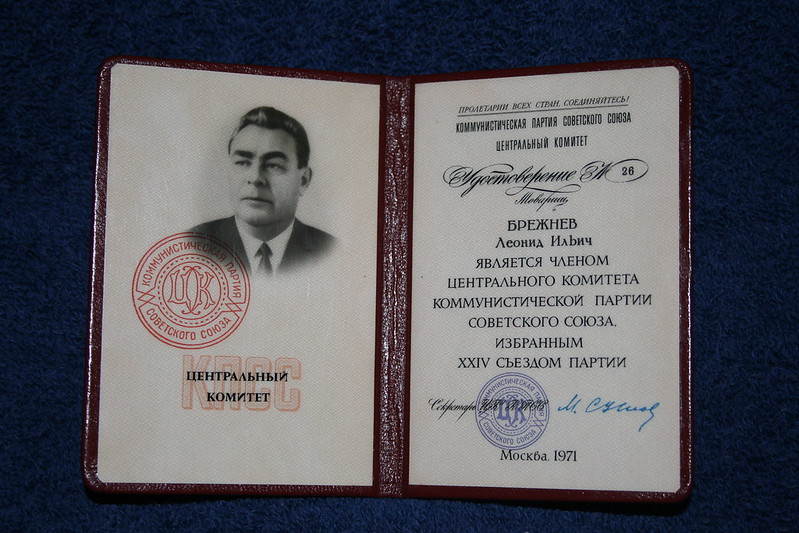 КОММУНИСТИЧЕСКАЯ ПАРТИЯ
ЦК
СОВЕТСКОГО СОЮЗА
КПСС
ЦЕНТРАЛЬНЫЙ
КОМИТЕТ
ПРОЛЕТАРИИ ВСЕХ СТРАН, СОЕДИНЯЙТЕСЬ!
КОММУНИСТИЧЕСКАЯ ПАРТИЯ СОВЕТСКОГО СОЮЗА
ЦЕНТРАЛЬНЫЙ КОМИТЕТ
Удостоверение № 26
Товарищ
БРЕЖНЕВ
Леонид Ильич
ЯВЛЯЕТСЯ ЧЛЕНОМ
ЦЕНТРАЛЬНОГО КОМИТЕТА
КОММУНИСТИЧЕСКОЙ ПАРТИИ
СОВЕТСКОГО СОЮЗА,
ИЗБРАННЫМ
XXIV СЪЕЗДОМ ПАРТИИ
КОММУНИСТИЧЕСКАЯ ПАРТИЯ
Секретарь ЦК КПСС М. Суслов
ЦК
СОВЕТСКОГО СОЮЗА
Москва, 1971